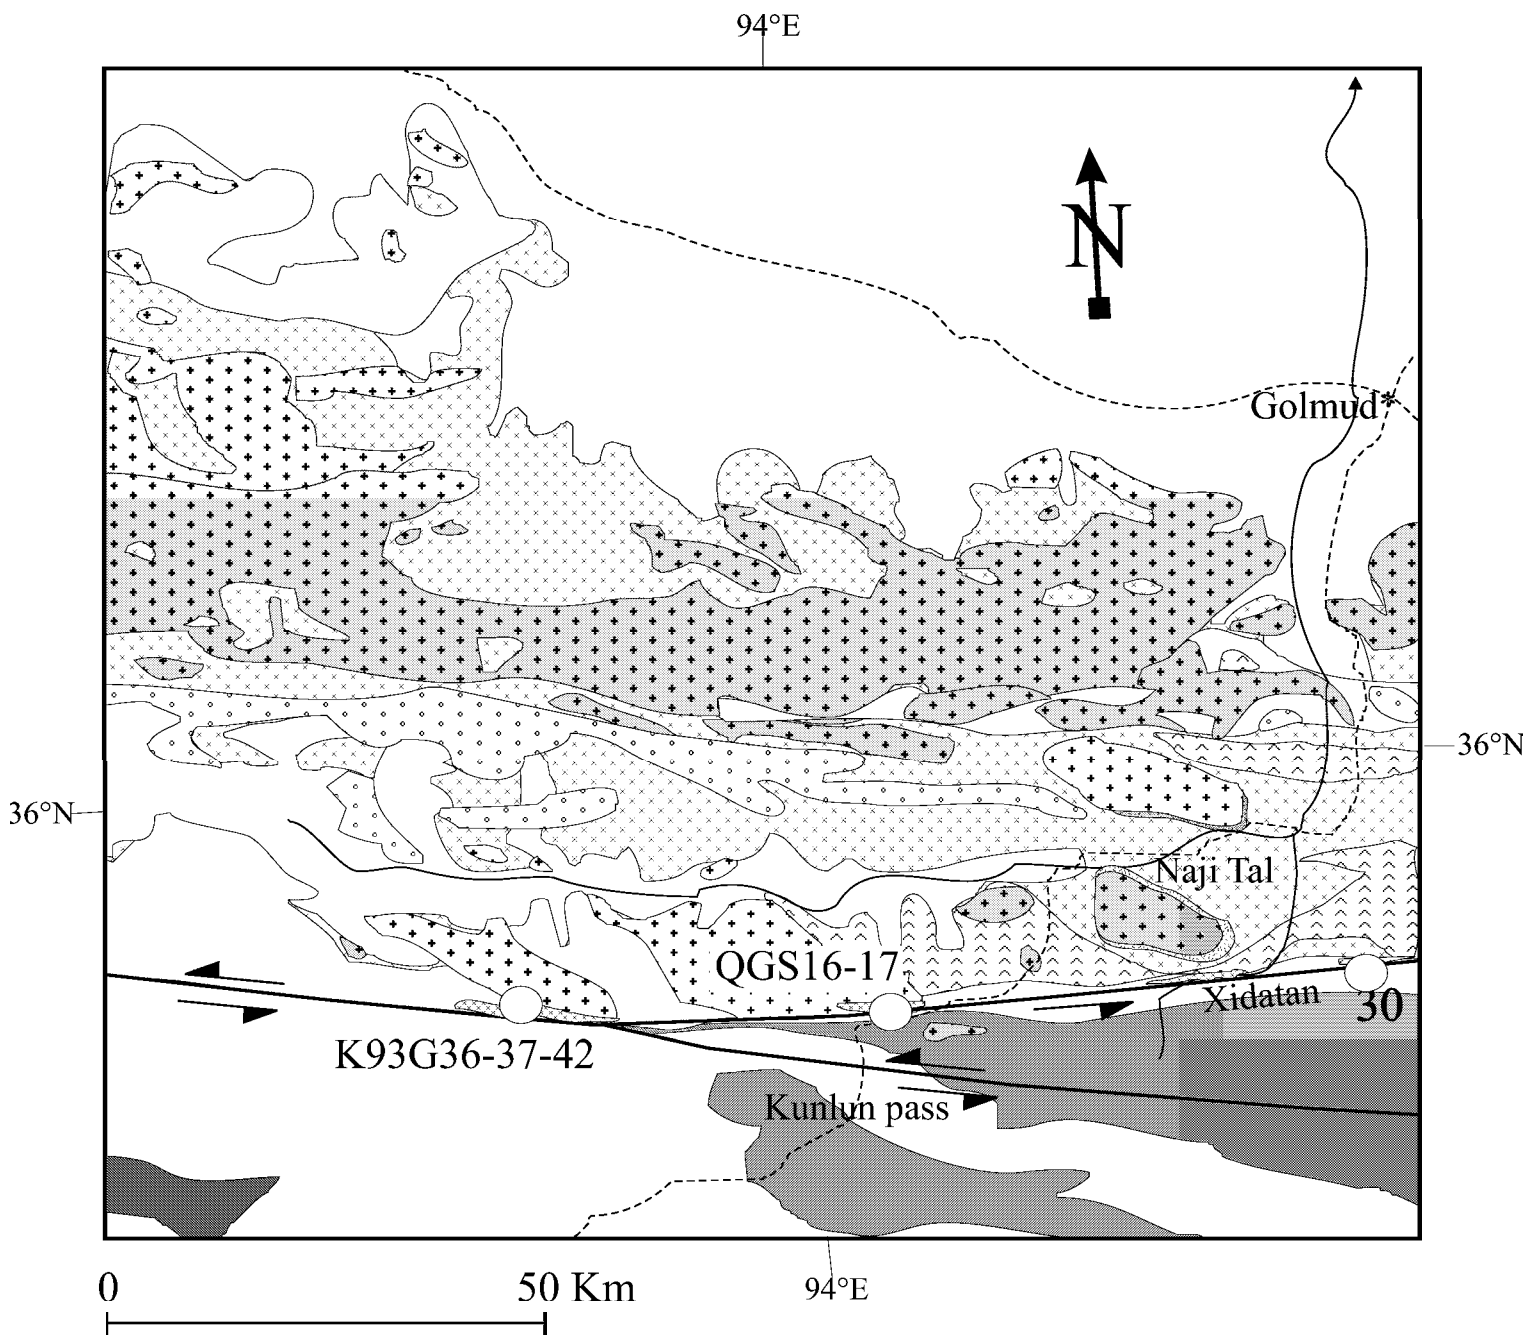 94°E
N
Golmud*
36°N
36°N
Naji Tal
QGS16-17
Xidatan
30
K93G36-37-42
Kunlun pass
0
50 Km
94°E